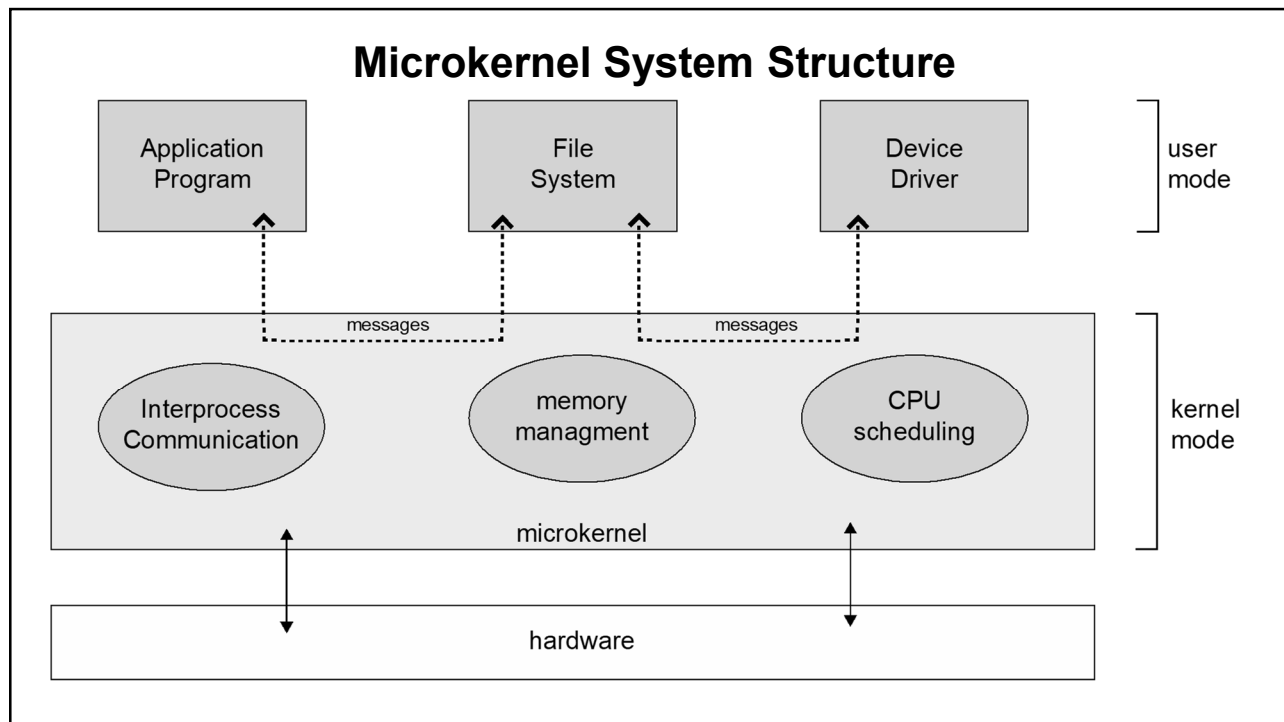 Microkernel System Structure
Application
Program
File
System
Device
Driver
user
mode
messages
messages
Interprocess
Communication
memory
managment
CPU
scheduling
kernel
mode
microkernel
hardware